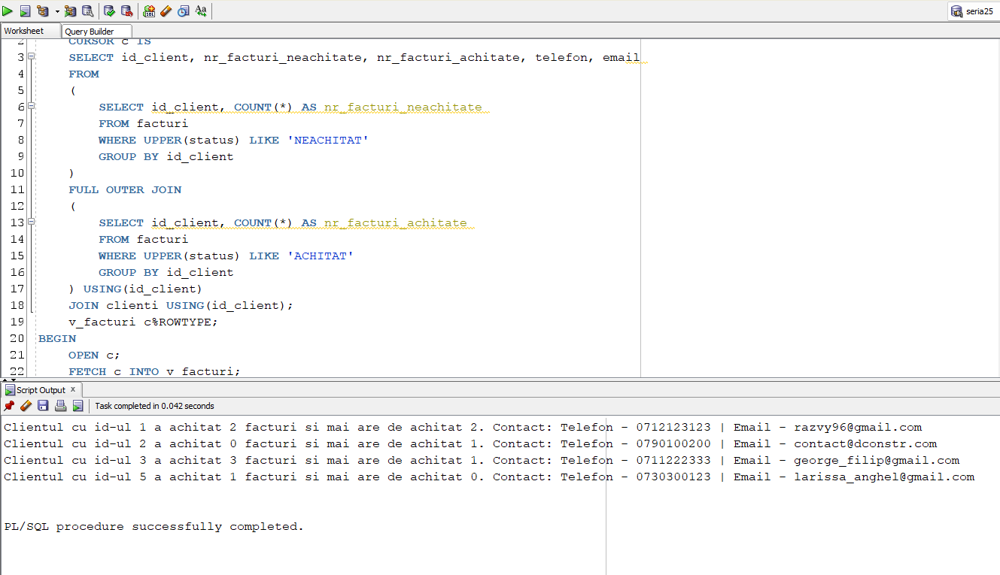 seria25
Worksheet Query Builder
2 CURSOR c IS
3 SELECT id_client, nr_facturi_neachitate, nr_facturi_achitate, telefon, email
4 FROM
5 (
6 SELECT id_client, COUNT(*) AS nr_facturi_neachitate
7 FROM facturi
8 WHERE UPPER(status) LIKE 'NEACHITAT'
9 GROUP BY id_client
10 )
11 FULL OUTER JOIN
12 (
13 SELECT id_client, COUNT(*) AS nr_facturi_achitate
14 FROM facturi
15 WHERE UPPER(status) LIKE 'ACHITAT'
16 GROUP BY id_client
17 ) USING(id_client)
18 JOIN clienti USING(id_client);
19 v_facturi c%ROWTYPE;
20 BEGIN
21 OPEN c;
22 FETCH c INTO v_facturi;
Script Output x
Task completed in 0.042 seconds
Clientul cu id-ul 1 a achitat 2 facturi si mai are de achitat 2. Contact: Telefon - 0712123123 | Email - razvy96@gmail.com
Clientul cu id-ul 2 a achitat 0 facturi si mai are de achitat 1. Contact: Telefon - 0790100200 | Email - contact@dconstr.com
Clientul cu id-ul 3 a achitat 3 facturi si mai are de achitat 1. Contact: Telefon - 0711222333 | Email - george_filip@gmail.com
Clientul cu id-ul 5 a achitat 1 facturi si mai are de achitat 0. Contact: Telefon - 0730300123 | Email - larissa_anghel@gmail.com
PL/SQL procedure successfully completed.